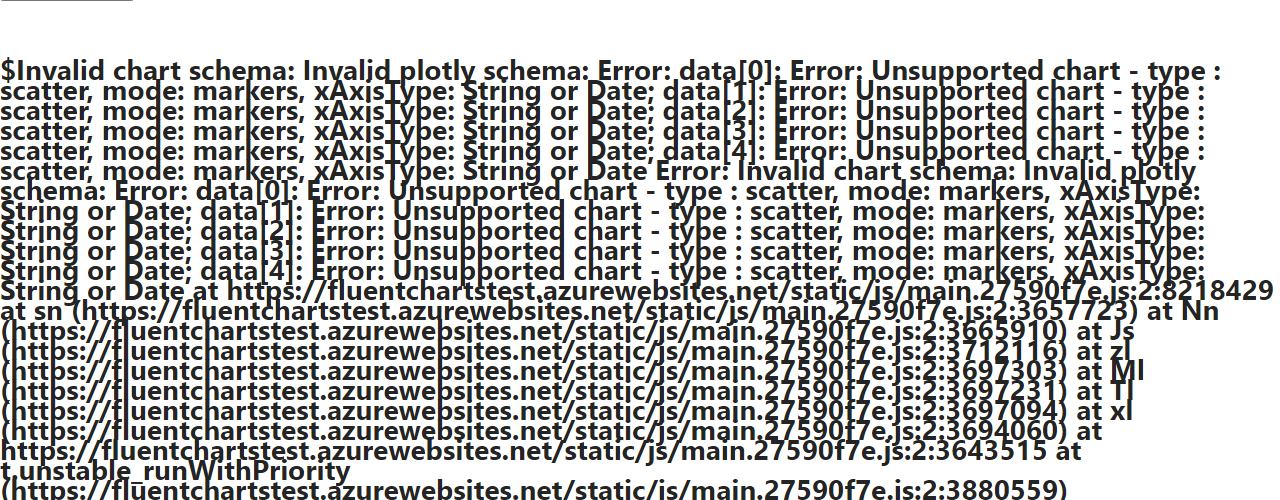 $Invalid chart schema: Invalid plotly schema: Error: data[0]: Error: Unsupported chart - type :
scatter, mode: markers, xAxisType: String or Date; data[1]: Error: Unsupported chart - type :
scatter, mode: markers, xAxisType: String or Date; data[2]: Error: Unsupported chart - type :
scatter, mode: markers, xAxisType: String or Date; data[3]: Error: Unsupported chart - type :
scatter, mode: markers, xAxisType: String or Date; data[4]: Error: Unsupported chart - type :
scatter, mode: markers, xAxisType: String or Date Error: Invalid chart schema: Invalid plotly
schema: Error: data[0]: Error: Unsupported chart - type : scatter, mode: markers, xAxisType:
String or Date; data[1]: Error: Unsupported chart - type : scatter, mode: markers, xAxisType:
String or Date; data[2]: Error: Unsupported chart - type : scatter, mode: markers, xAxisType:
String or Date; data[3]: Error: Unsupported chart - type : scatter, mode: markers, xAxisType:
String or Date; data[4]: Error: Unsupported chart - type : scatter, mode: markers, xAxisType:
String or Date at https://fluentchartstest.azurewebsites.net/static/js/main.27590f7e.js:2:8218429
at sn (https://fluentchartstest.azurewebsites.net/static/js/main.27590f7e.js:2:3657723) at Nn
(https://fluentchartstest.azurewebsites.net/static/js/main.27590f7e.js:2:3665910) at Js
(https://fluentchartstest.azurewebsites.net/static/js/main.27590f7e.js:2:3712116) at zl
(https://fluentchartstest.azurewebsites.net/static/js/main.27590f7e.js:2:3697303) at Ml
(https://fluentchartstest.azurewebsites.net/static/js/main.27590f7e.js:2:3697231) at Tl
(https://fluentchartstest.azurewebsites.net/static/js/main.27590f7e.js:2:3697094) at xl
(https://fluentchartstest.azurewebsites.net/static/js/main.27590f7e.js:2:3694060) at
https://fluentchartstest.azurewebsites.net/static/js/main.27590f7e.js:2:3643515 at
t.unstable_runWithPriority
(https://fluentchartstest.azurewebsites.net/static/js/main.27590f7e.js:2:3880559)